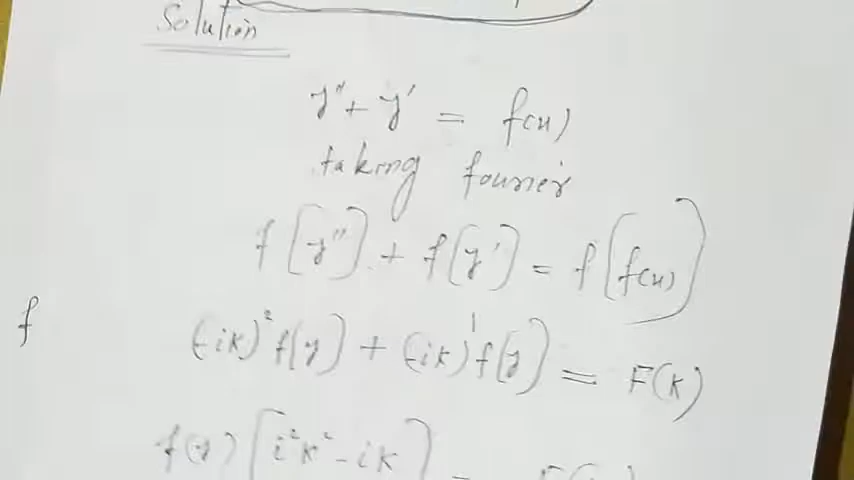 Solution
y'' + y' = f(x)
taking fourier
f[y''] + f[y'] = f[f(x)]
f
(-ik)² f(y) + (-ik)¹ f(y) = F(k)
f(y) [i²k² - ik] =